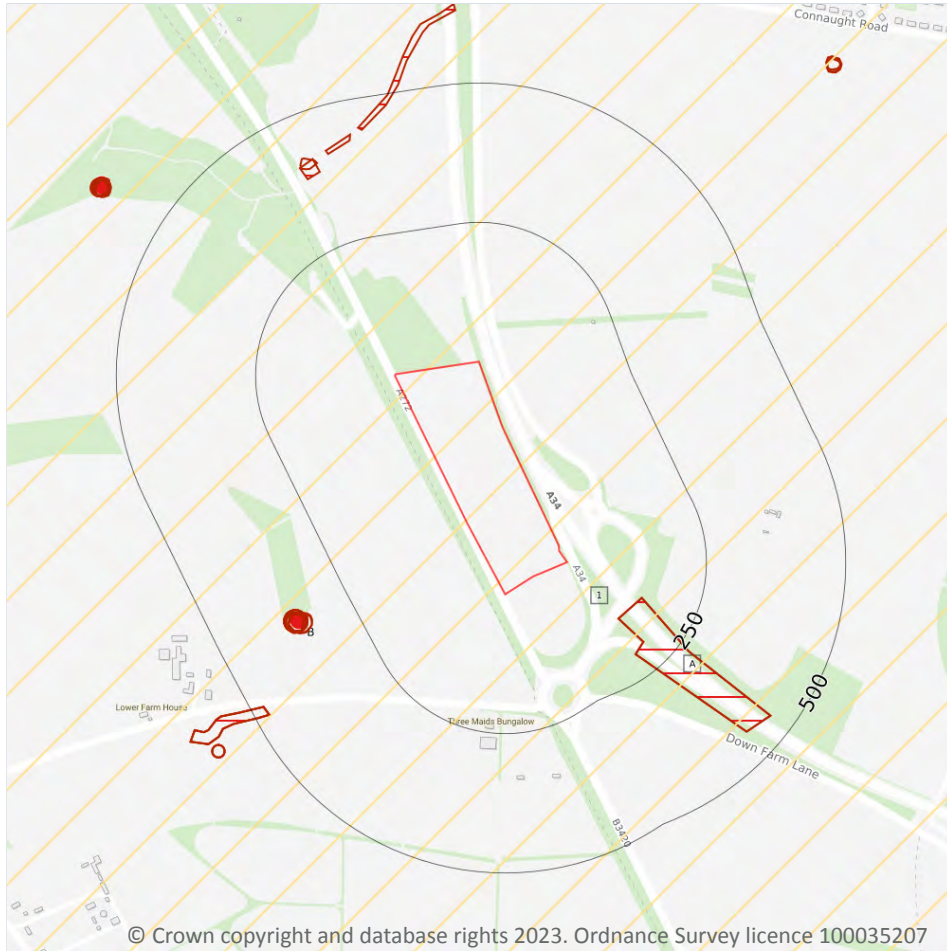 Connaught Road
A272
A34
A34
1
250
A
B
500
Lower Farm House
Three Maids Bungalow
Down Farm Lane
B3420
© Crown copyright and database rights 2023. Ordnance Survey licence 100035207